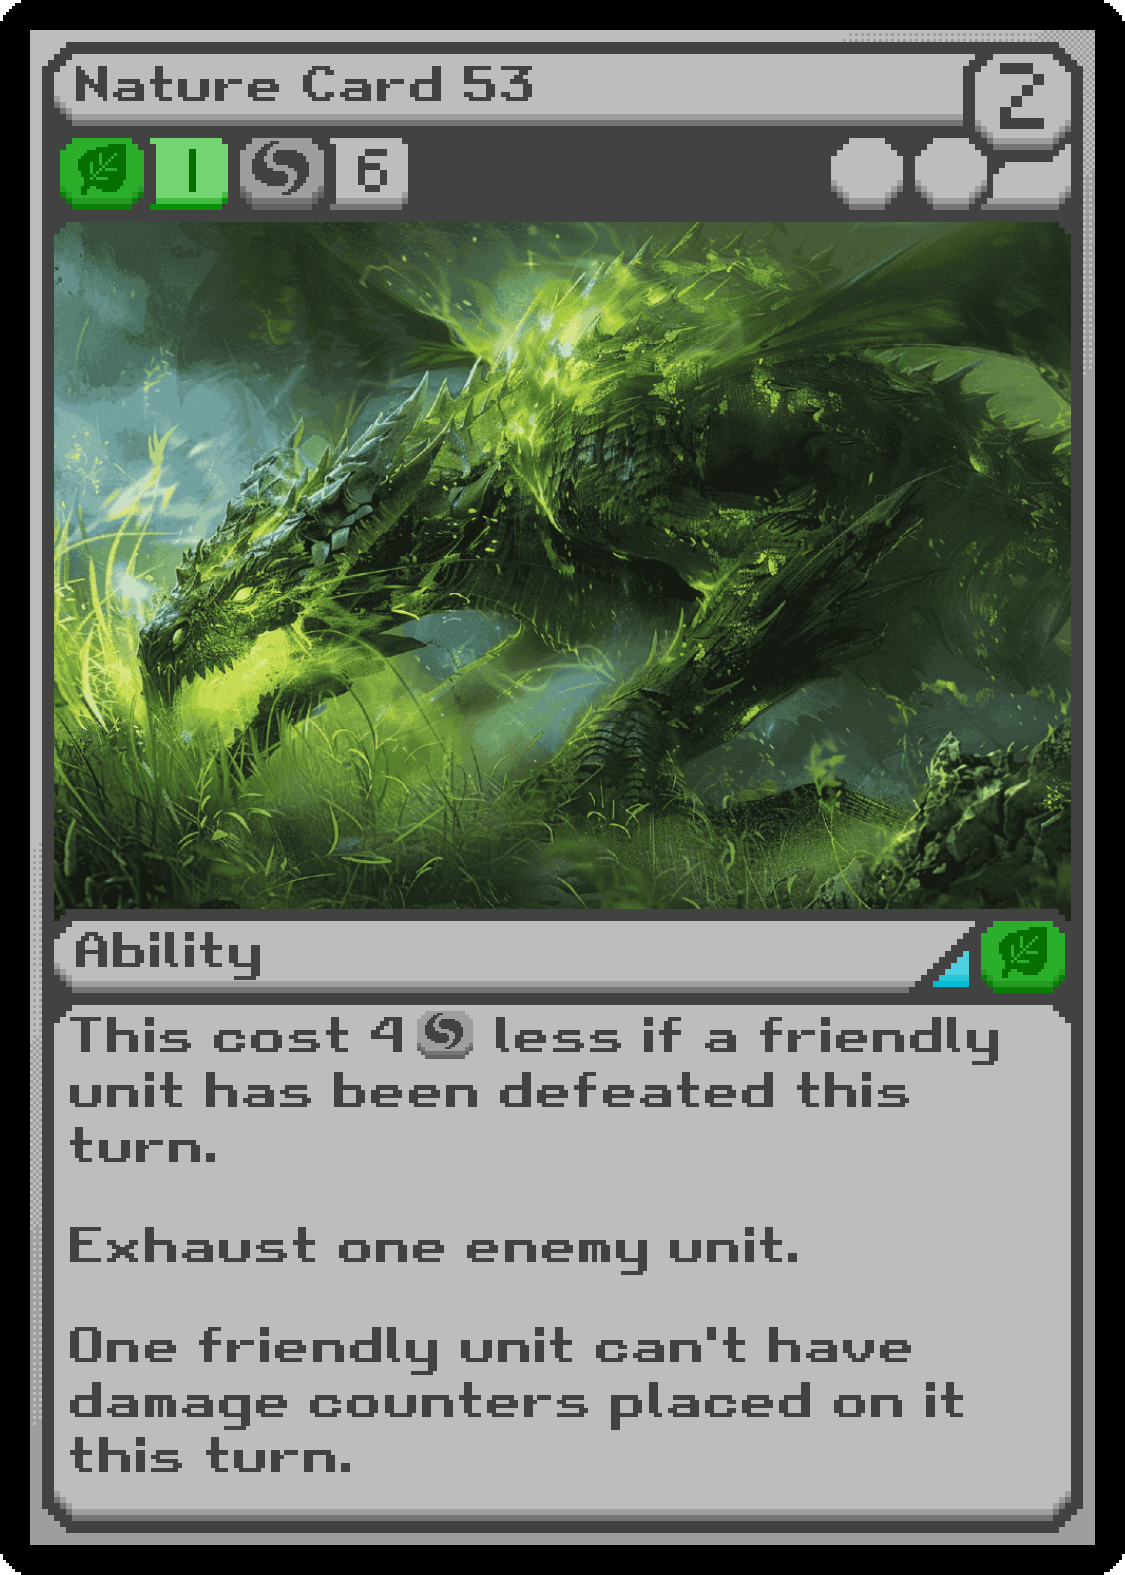 Nature Card 53
2
1 6
Ability
This cost 4 less if a friendly
unit has been defeated this
turn.
Exhaust one enemy unit.
One friendly unit can't have
damage counters placed on it
this turn.